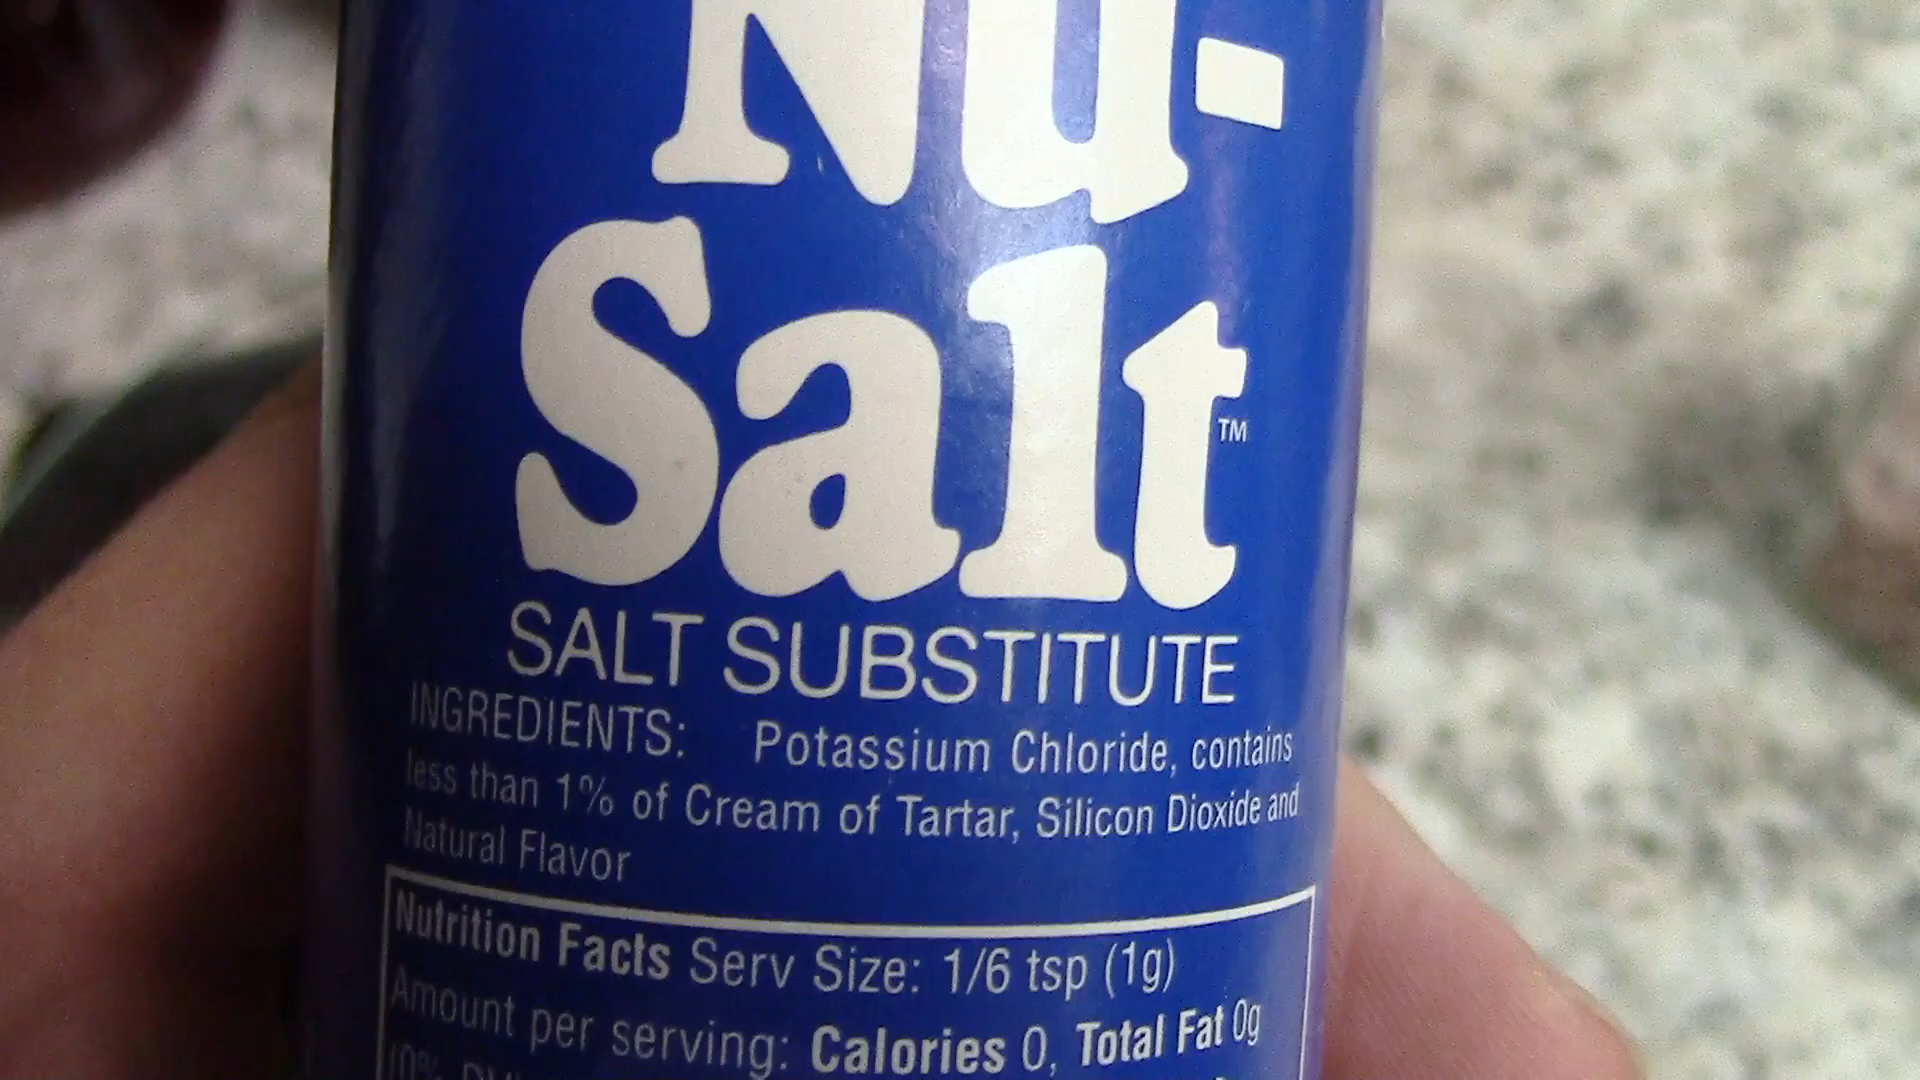 Nu-
Salt™
SALT SUBSTITUTE
INGREDIENTS: Potassium Chloride, contains
less than 1% of Cream of Tartar, Silicon Dioxide and
Natural Flavor
Nutrition Facts Serv Size: 1/6 tsp (1g)
Amount per serving: Calories 0, Total Fat 0g